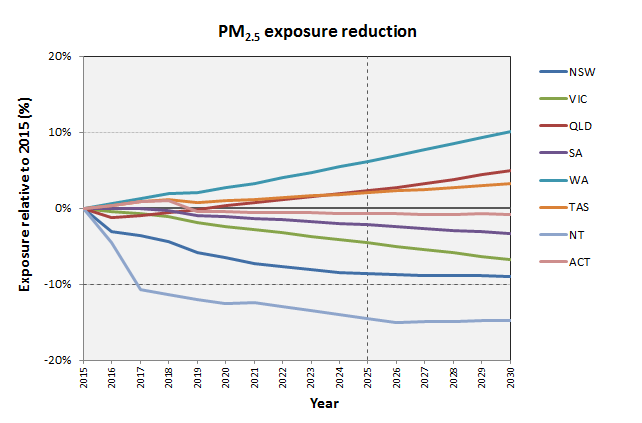 PM2.5 exposure reduction
20%
10%
0%
-10%
-20%
Exposure relative to 2015 (%)
2015
2016
2017
2018
2019
2020
2021
2022
2023
2024
2025
2026
2027
2028
2029
2030
Year
NSW
VIC
QLD
SA
WA
TAS
NT
ACT